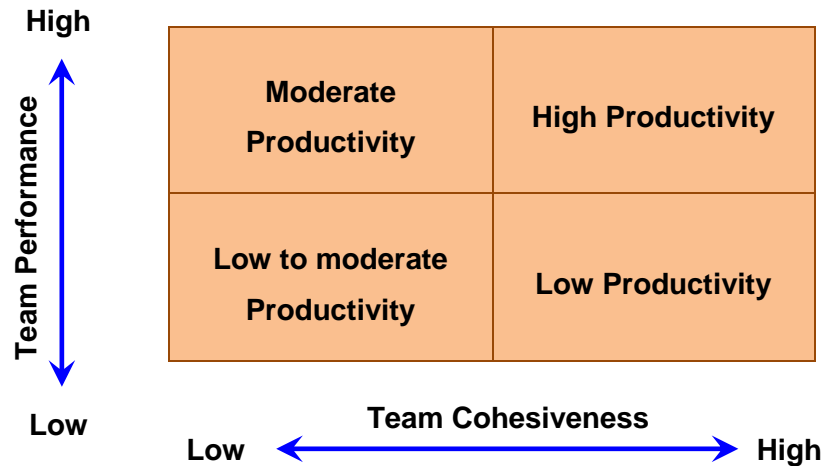 High
Moderate
Productivity
High Productivity
Team Performance
Low to moderate
Productivity
Low Productivity
Low
Team Cohesiveness
Low
High